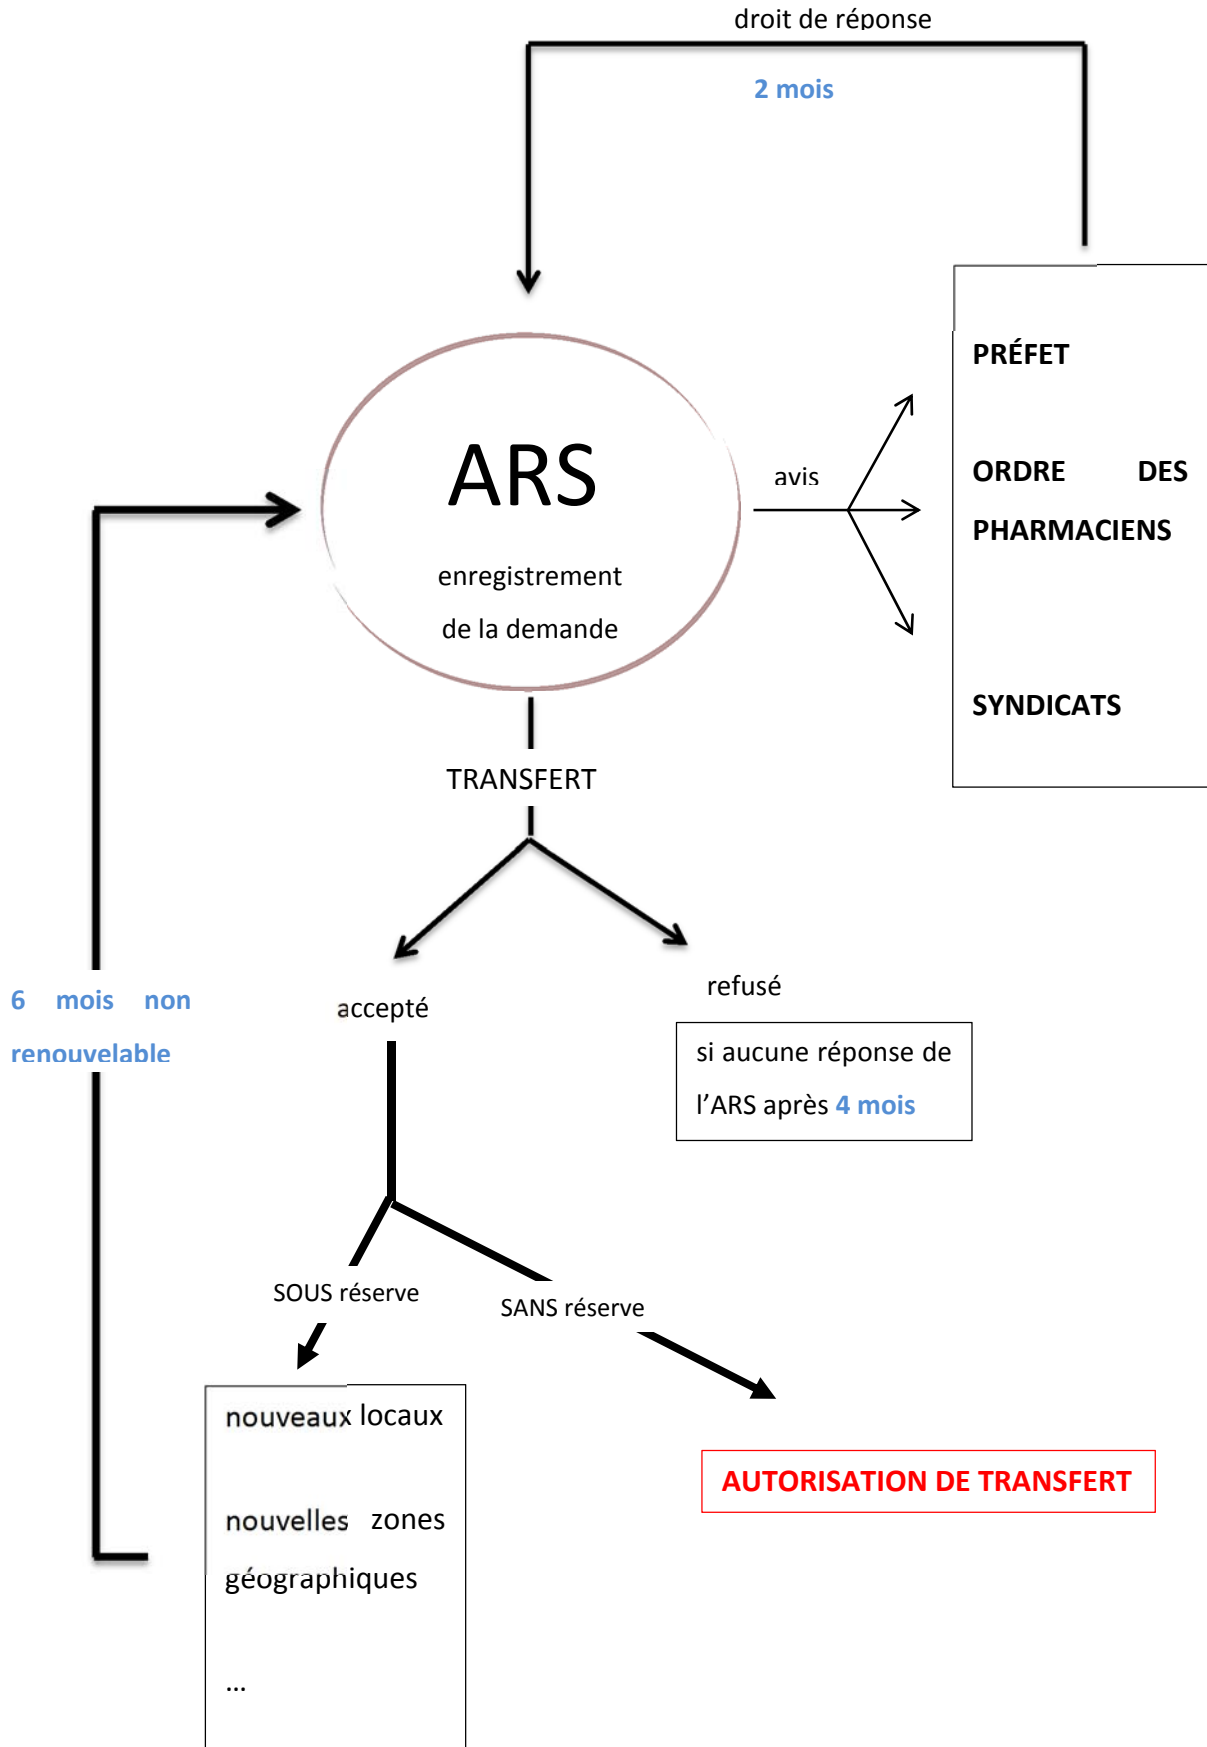 droit de réponse
2 mois
PRÉFET
ARS
avis
ORDRE DES
PHARMACIENS
enregistrement
de la demande
SYNDICATS
TRANSFERT
6 mois non
renouvelable
accepté
refusé
si aucune réponse de
l'ARS après 4 mois
SOUS réserve
SANS réserve
nouveaux locaux
nouvelles zones
géographiques
...
AUTORISATION DE TRANSFERT